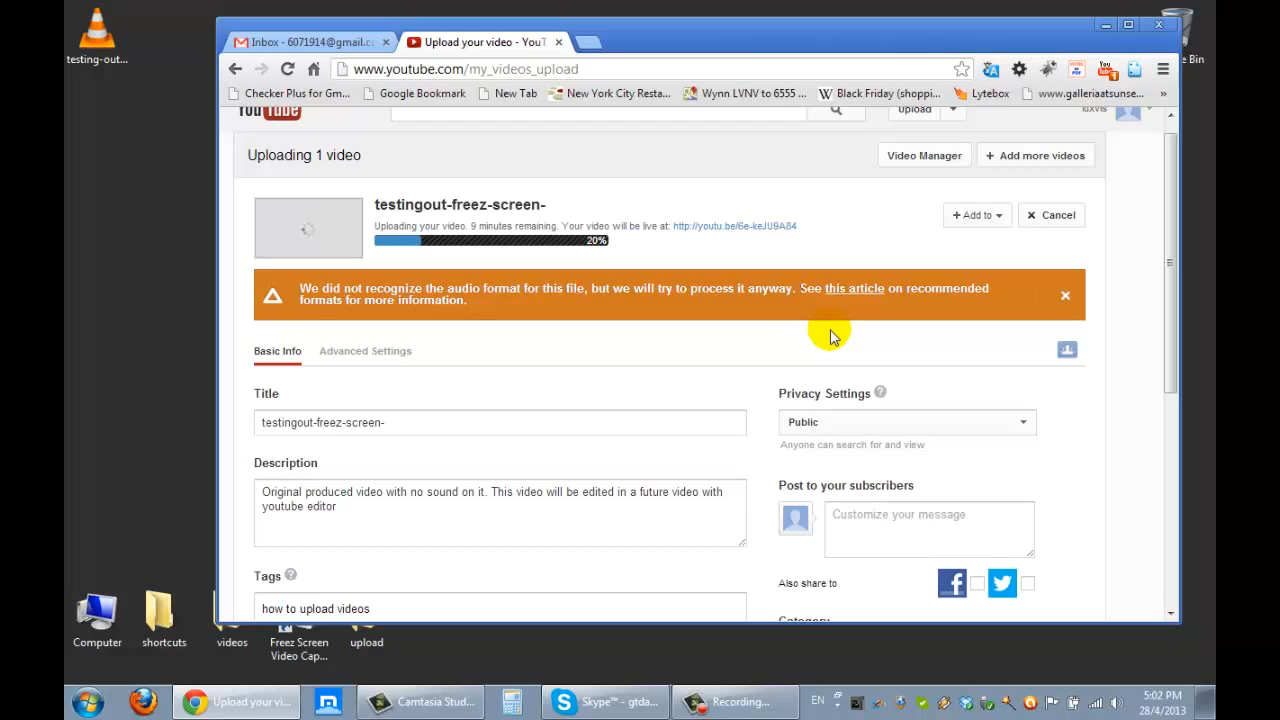 testing-out...
e Bin
Inbox - 6071914@gmail.c
Upload your video - YouT
www.youtube.com/my_videos_upload
Checker Plus for Gm... Google Bookmark New Tab New York City Resta... Wynn LVNV to 6555 ... Black Friday (shoppi... Lytebox www.galleriaatsunse... »
YouTube Upload luxvis
Uploading 1 video Video Manager + Add more videos
testingout-freez-screen- + Add to × Cancel
Uploading your video. 9 minutes remaining. Your video will be live at: http://youtu.be/6e-keJU9A84
20%
We did not recognize the audio format for this file, but we will try to process it anyway. See this article on recommended
formats for more information.
Basic Info Advanced Settings
Title
testingout-freez-screen-
Privacy Settings ?
Public
Anyone can search for and view
Description
Original produced video with no sound on it. This video will be edited in a future video with
youtube editor
Post to your subscribers
Customize your message
Tags ?
how to upload videos
Also share to
Category
Computer
shortcuts
videos
Freez Screen
Video Cap...
upload
Upload your vi... Camtasia Stud... Skype™ - gtda... Recording... EN 5:02 PM
28/4/2013